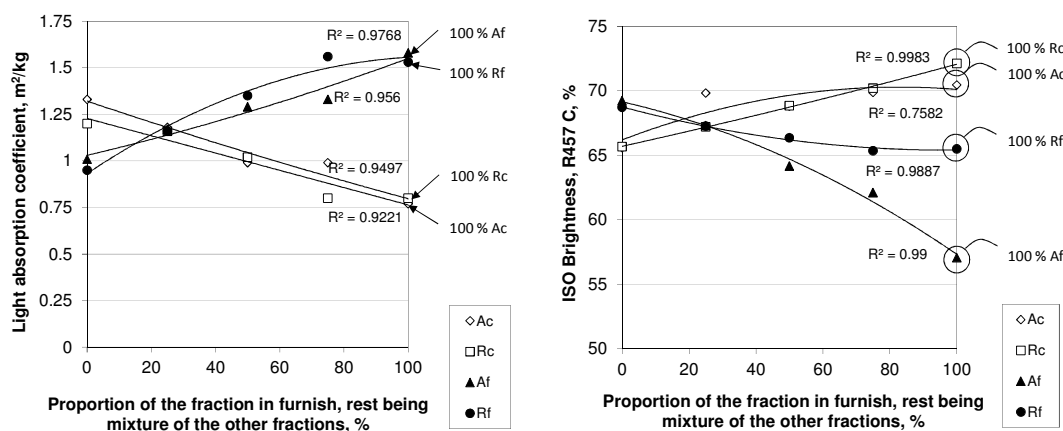 Light absorption coefficient, m²/kg
1.75
1.5
1.25
1
0.75
0.5
0.25
0
0
20
40
60
80
100
R² = 0.9768
R² = 0.956
R² = 0.9497
R² = 0.9221
100 % Af
100 % Rf
100 % Rc
100 % Ac
Ac
Rc
Af
Rf
Proportion of the fraction in furnish, rest being
mixture of the other fractions, %
ISO Brightness, R457 C, %
75
70
65
60
55
50
0
20
40
60
80
100
R² = 0.9983
R² = 0.7582
R² = 0.9887
R² = 0.99
100 % Rc
100 % Ac
100 % Rf
100 % Af
Ac
Rc
Af
Rf
Proportion of the fraction in furnish, rest being
mixture of the other fractions, %